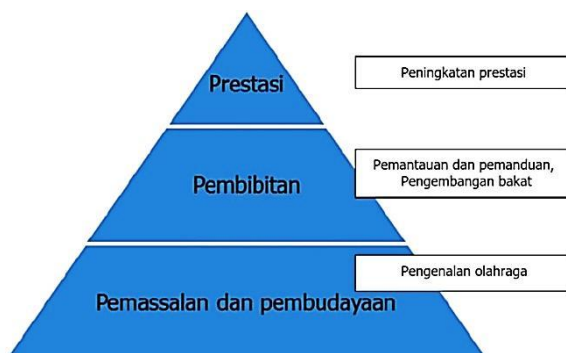 Prestasi
Peningkatan prestasi
Pembibitan
Pemantauan dan pemanduan,
Pengembangan bakat
Pemassalan dan pembudayaan
Pengenalan olahraga